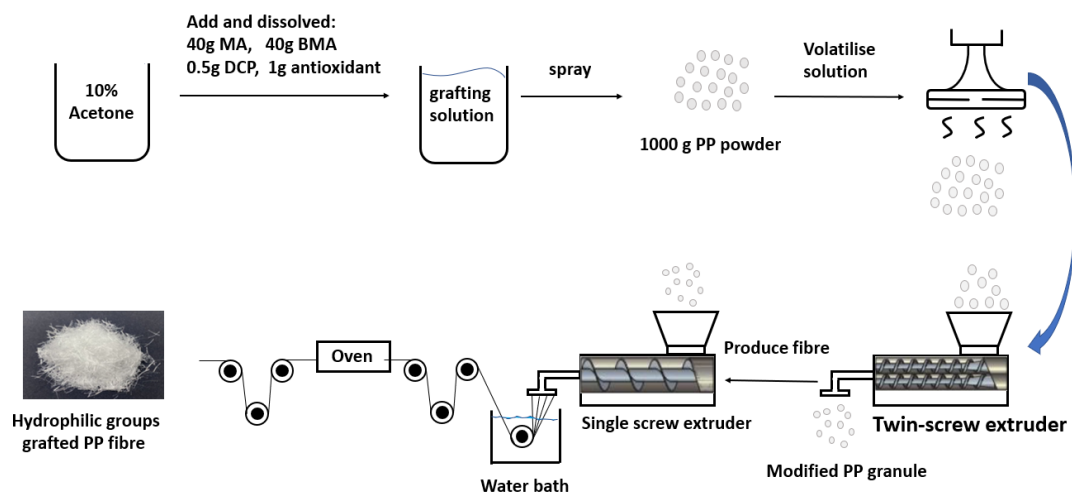 Add and dissolved:
40g MA, 40g BMA
0.5g DCP, 1g antioxidant
10%
Acetone
grafting
solution
spray
1000 g PP powder
Volatilise
solution
Hydrophilic groups
grafted PP fibre
Oven
Water bath
Single screw extruder
Produce fibre
Modified PP granule
Twin-screw extruder